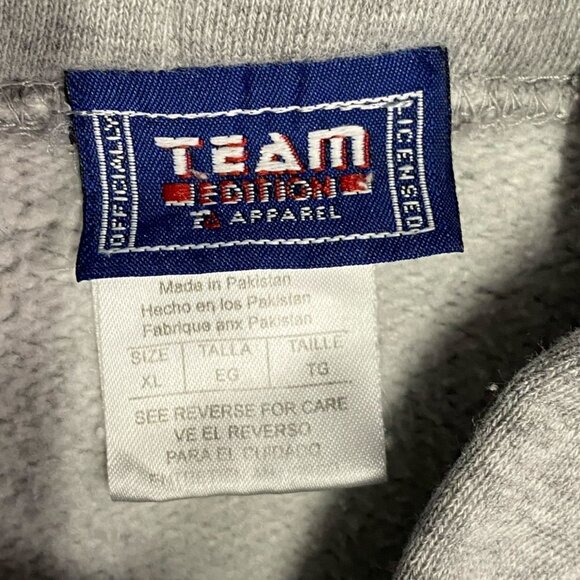 OFFICIALLY
TEAM
EDITION
APPAREL
LICENSED
Made in Pakistan
Hecho en los Pakistan
Fabrique anx Pakistan
SIZE TALLA TAILLE
XL EG TG
SEE REVERSE FOR CARE
VE EL REVERSO
PARA EL CUIDADO